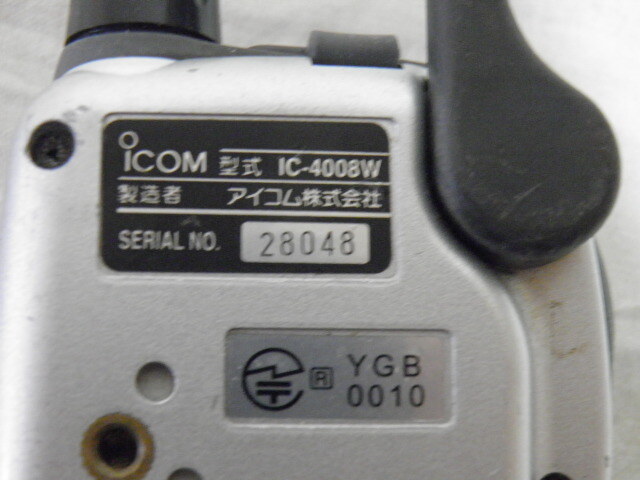 ICOM 型式 IC-4008W
製造者 アイコム株式会社
SERIAL NO. 28048
R YGB
0010